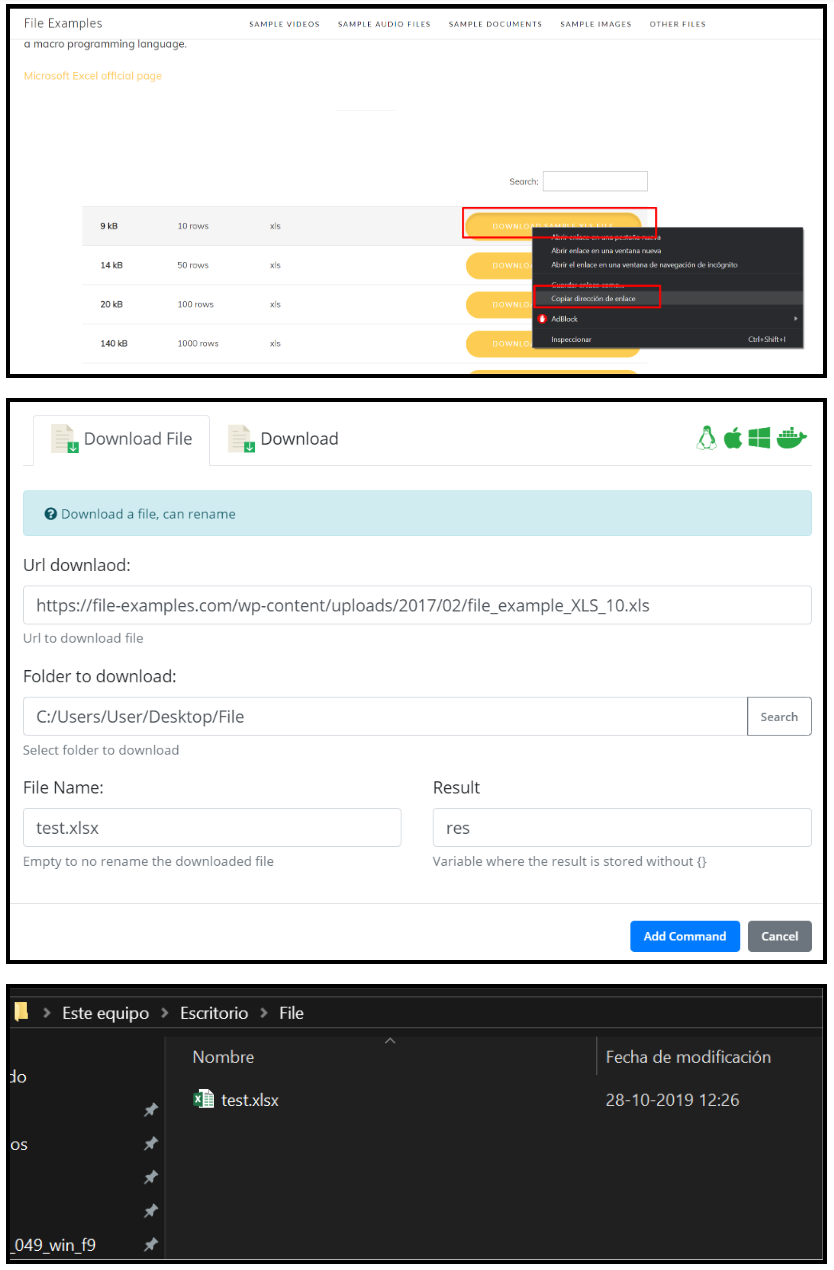 File Examples
SAMPLE VIDEOS SAMPLE AUDIO FILES SAMPLE DOCUMENTS SAMPLE IMAGES OTHER FILES
a macro programming language.
Microsoft Excel official page
Search:
9 kB 10 rows xls DOWNLOAD SAMPLE XLS FILE
Abrir enlace en una pestaña nueva
Abrir enlace en una ventana nueva
14 kB 50 rows xls DOWNLO
Abrir el enlace en una ventana de navegación de incógnito
Guardar enlace como...
Copiar dirección de enlace
20 kB 100 rows xls DOWNLO
AdBlock
Inspeccionar Ctrl+Shift+I
140 kB 1000 rows xls DOWNLO
Download File Download
Download a file, can rename
Url downlaod:
https://file-examples.com/wp-content/uploads/2017/02/file_example_XLS_10.xls
Url to download file
Folder to download:
C:/Users/User/Desktop/File Search
Select folder to download
File Name: Result
test.xlsx res
Empty to no rename the downloaded file Variable where the result is stored without {}
Add Command Cancel
Este equipo > Escritorio > File
Nombre Fecha de modificación
do
test.xlsx 28-10-2019 12:26
os
_049_win_f9